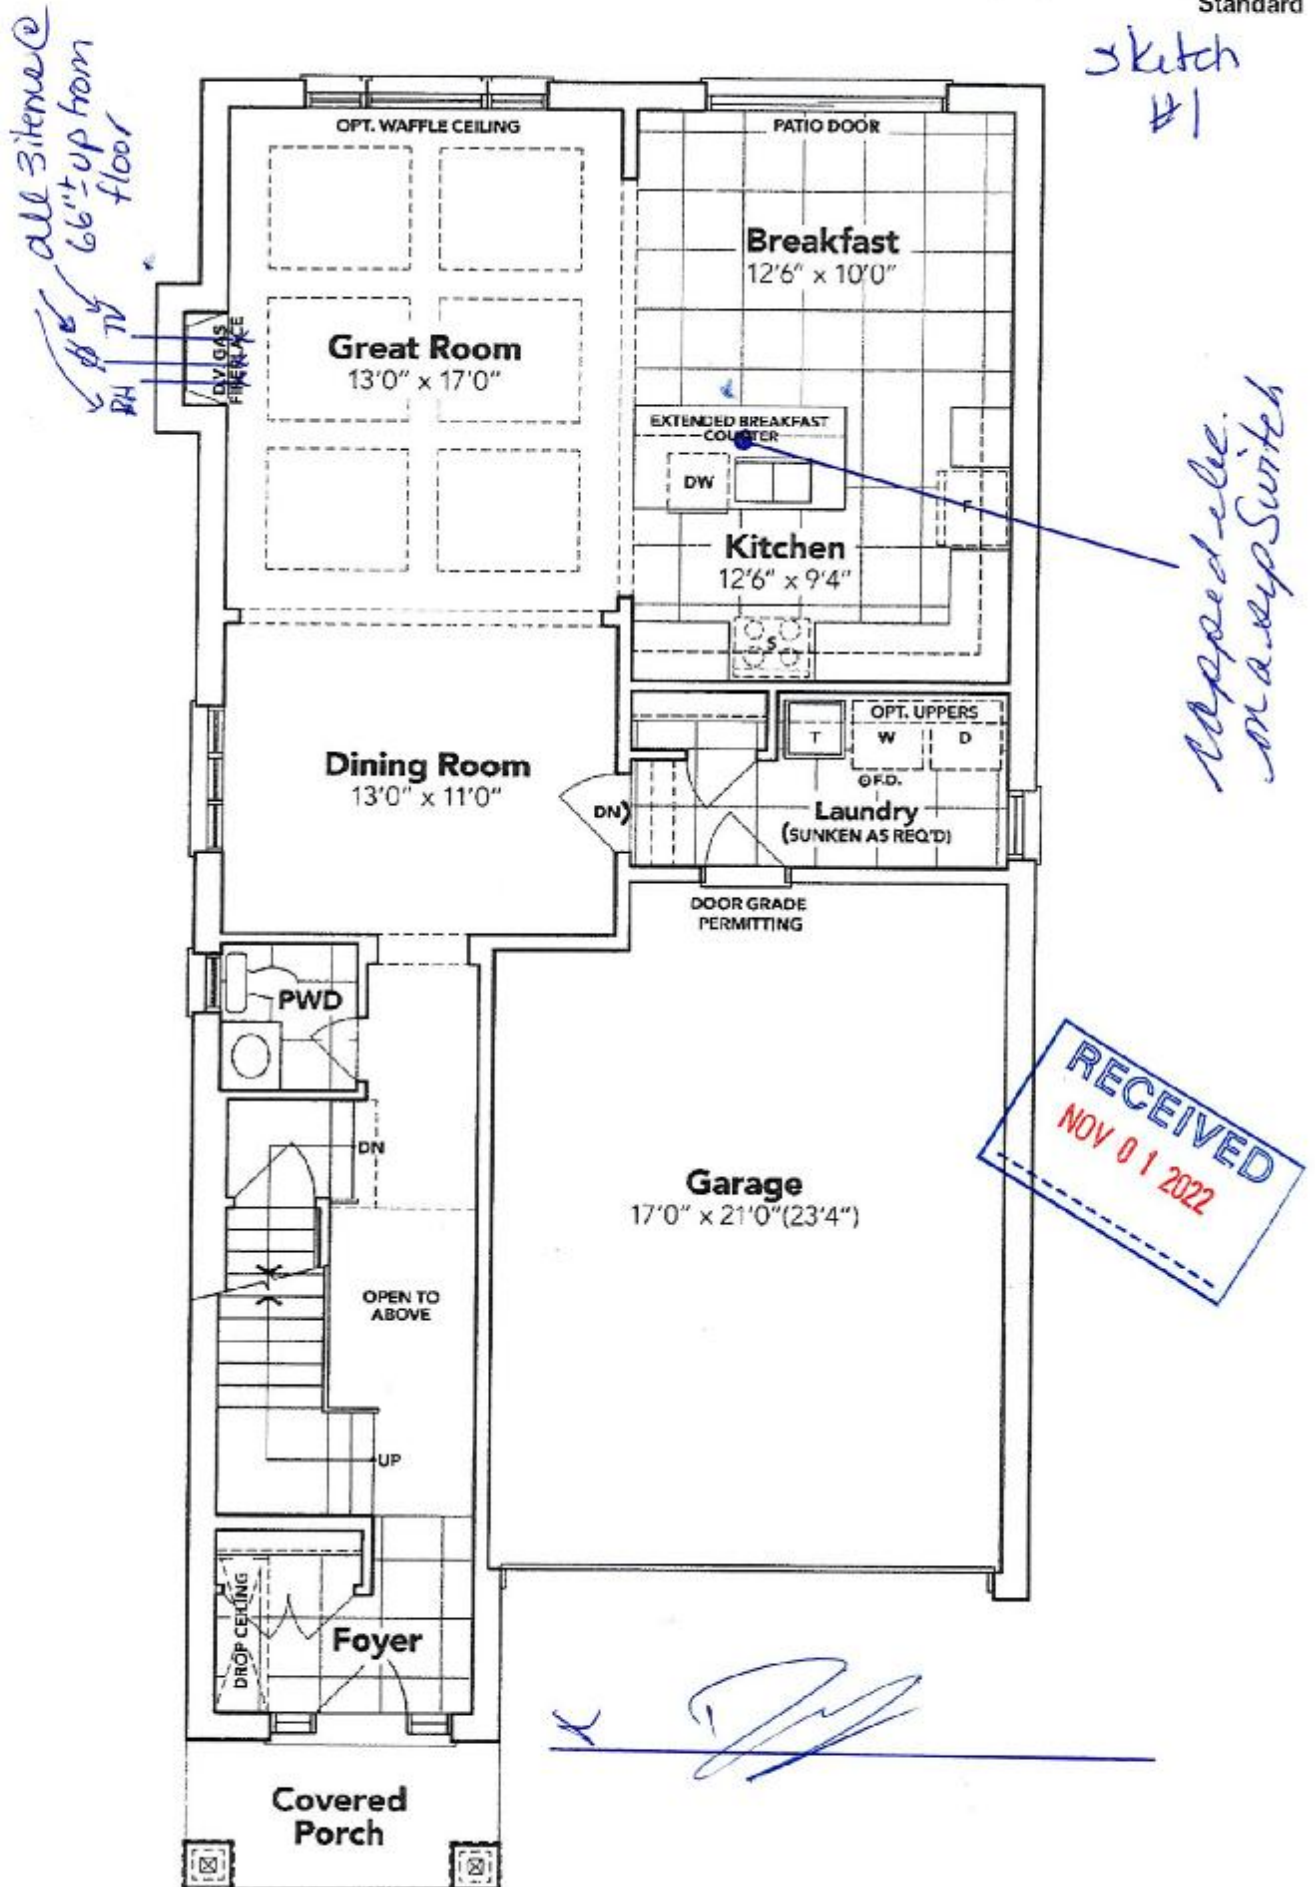 Standard
Sketch
#1
all 3 items @
66"± up from
floor
TV
OPT. WAFFLE CEILING
PATIO DOOR
Breakfast
12'6" x 10'0"
D.V. GAS
FIREPLACE
Great Room
13'0" x 17'0"
EXTENDED BREAKFAST
COUNTER
DW
F
capped elec.
on a sep switch
Kitchen
12'6" x 9'4"
S
OPT. UPPERS
T
W
D
F.D.
Dining Room
13'0" x 11'0"
DN
Laundry
(SUNKEN AS REQ'D)
DOOR GRADE
PERMITTING
PWD
RECEIVED
NOV 01 2022
DN
Garage
17'0" x 21'0"(23'4")
OPEN TO
ABOVE
UP
DROP CEILING
Foyer
X
Covered
Porch